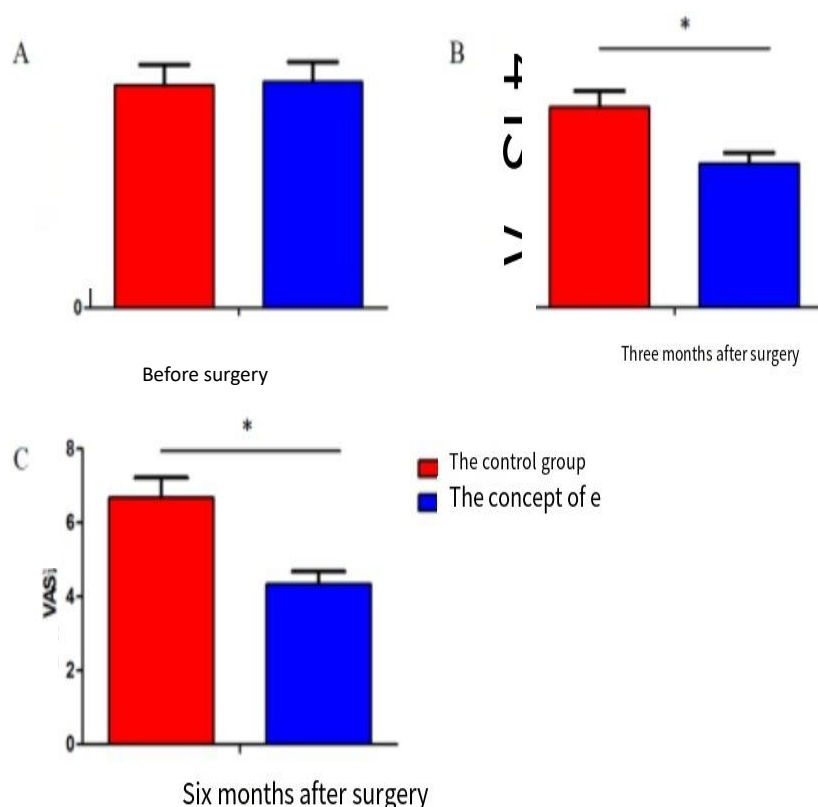 A
0
Before surgery
B
*
Three months after surgery
C
*
8
6
4
2
0
VAS
The control group
The concept of e
Six months after surgery